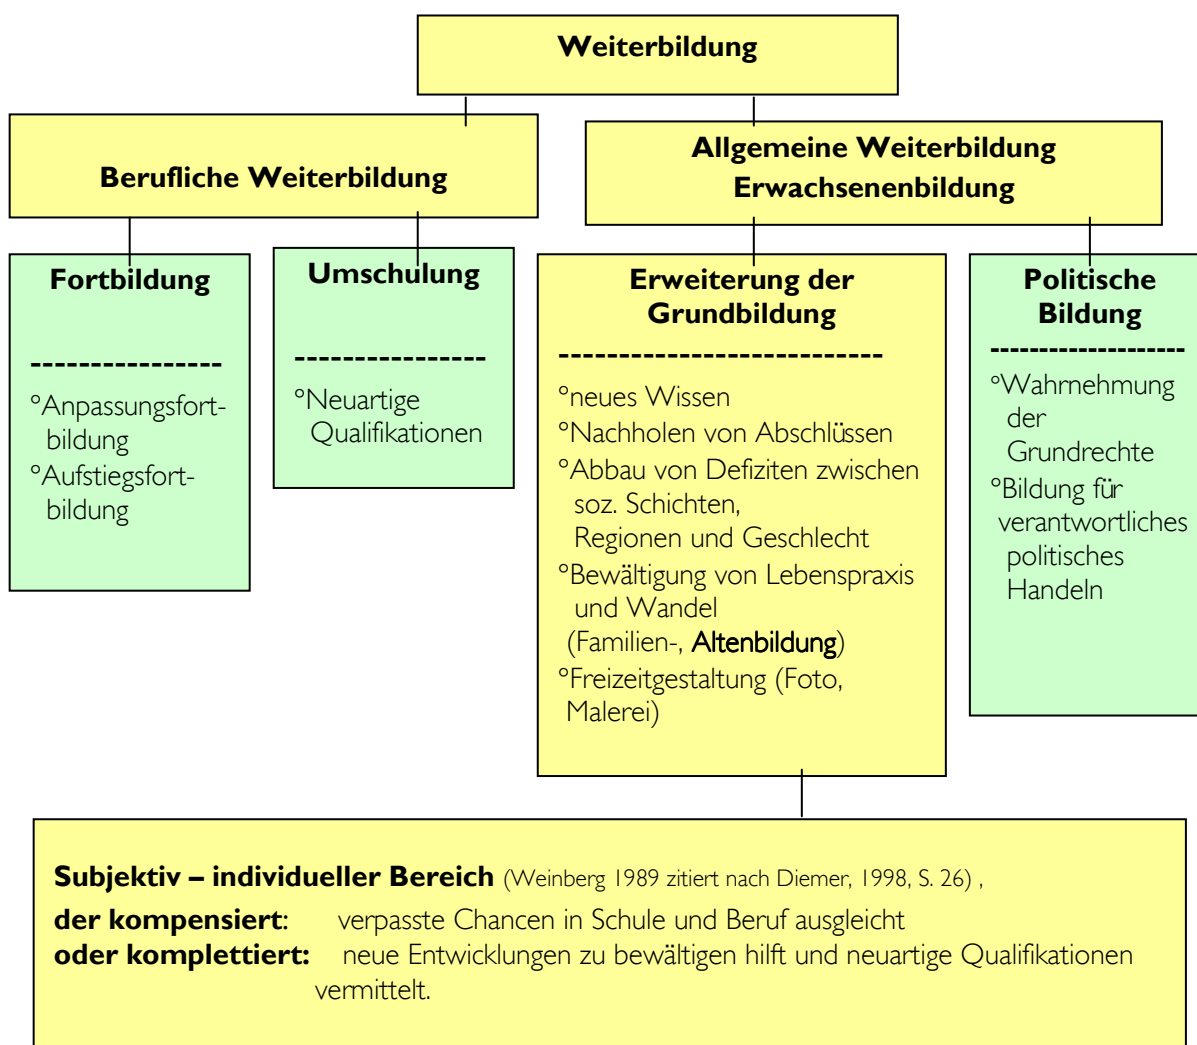 Weiterbildung
Berufliche Weiterbildung
Allgemeine Weiterbildung
Erwachsenenbildung
Fortbildung
----------------
°Anpassungsfort-
bildung
°Aufstiegsfort-
bildung
Umschulung
----------------
°Neuartige
Qualifikationen
Erweiterung der
Grundbildung
---------------------------
°neues Wissen
°Nachholen von Abschlüssen
°Abbau von Defiziten zwischen
soz. Schichten,
Regionen und Geschlecht
°Bewältigung von Lebenspraxis
und Wandel
(Familien-, Altenbildung)
°Freizeitgestaltung (Foto,
Malerei)
Politische
Bildung
--------------------
°Wahrnehmung
der
Grundrechte
°Bildung für
verantwortliches
politisches
Handeln
Subjektiv – individueller Bereich (Weinberg 1989 zitiert nach Diemer, 1998, S. 26) ,
der kompensiert: verpasste Chancen in Schule und Beruf ausgleicht
oder komplettiert: neue Entwicklungen zu bewältigen hilft und neuartige Qualifikationen
vermittelt.